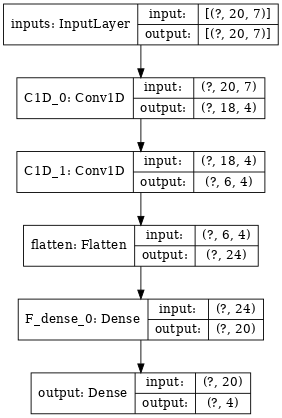 inputs: InputLayer
input: [(?, 20, 7)]
output: [(?, 20, 7)]
C1D_0: Conv1D
input: (?, 20, 7)
output: (?, 18, 4)
C1D_1: Conv1D
input: (?, 18, 4)
output: (?, 6, 4)
flatten: Flatten
input: (?, 6, 4)
output: (?, 24)
F_dense_0: Dense
input: (?, 24)
output: (?, 20)
output: Dense
input: (?, 20)
output: (?, 4)